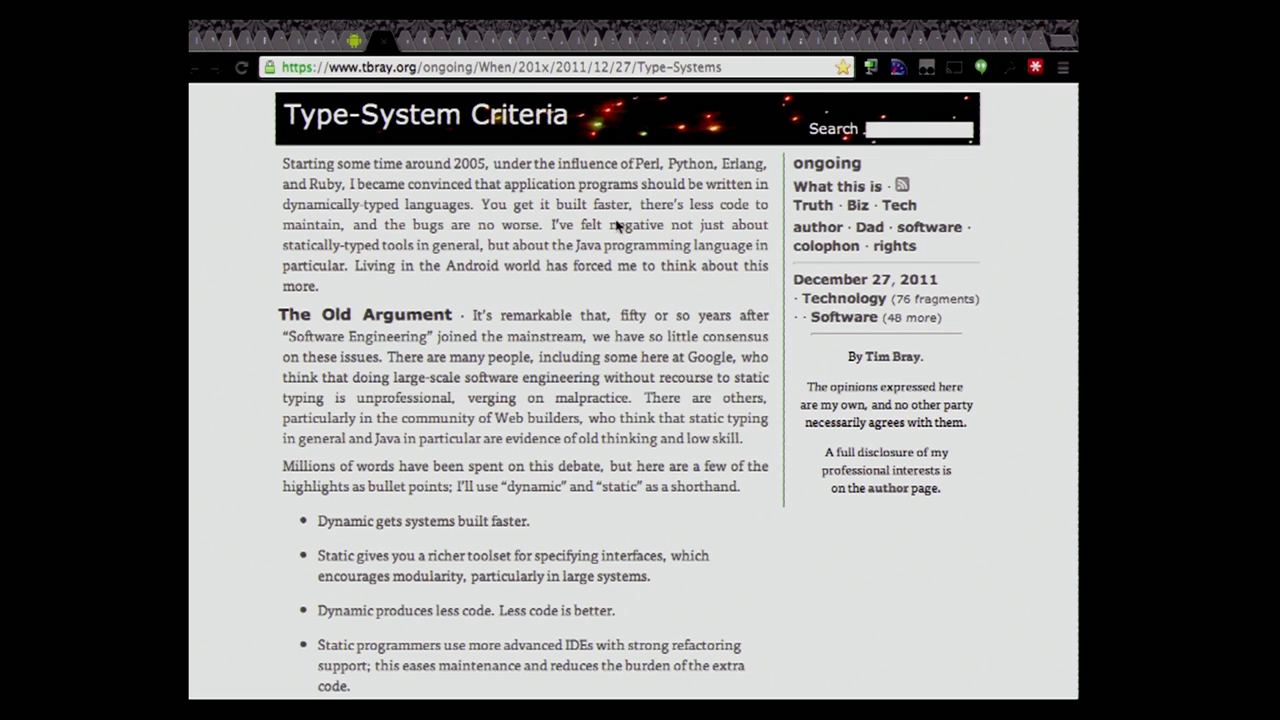 https://www.tbray.org/ongoing/When/201x/2011/12/27/Type-Systems
Type-System Criteria
Search
Starting some time around 2005, under the influence of Perl, Python, Erlang,
and Ruby, I became convinced that application programs should be written in
dynamically-typed languages. You get it built faster, there's less code to
maintain, and the bugs are no worse. I've felt negative not just about
statically-typed tools in general, but about the Java programming language in
particular. Living in the Android world has forced me to think about this
more.
The Old Argument · It's remarkable that, fifty or so years after
“Software Engineering” joined the mainstream, we have so little consensus
on these issues. There are many people, including some here at Google, who
think that doing large-scale software engineering without recourse to static
typing is unprofessional, verging on malpractice. There are others,
particularly in the community of Web builders, who think that static typing
in general and Java in particular are evidence of old thinking and low skill.
Millions of words have been spent on this debate, but here are a few of the
highlights as bullet points; I'll use “dynamic” and “static” as a shorthand.
• Dynamic gets systems built faster.
• Static gives you a richer toolset for specifying interfaces, which
encourages modularity, particularly in large systems.
• Dynamic produces less code. Less code is better.
• Static programmers use more advanced IDEs with strong refactoring
support; this eases maintenance and reduces the burden of the extra
code.
ongoing
What this is ·
Truth · Biz · Tech
author · Dad · software ·
colophon · rights
December 27, 2011
· Technology (76 fragments)
· · Software (48 more)
By Tim Bray.
The opinions expressed here
are my own, and no other party
necessarily agrees with them.
A full disclosure of my
professional interests is
on the author page.